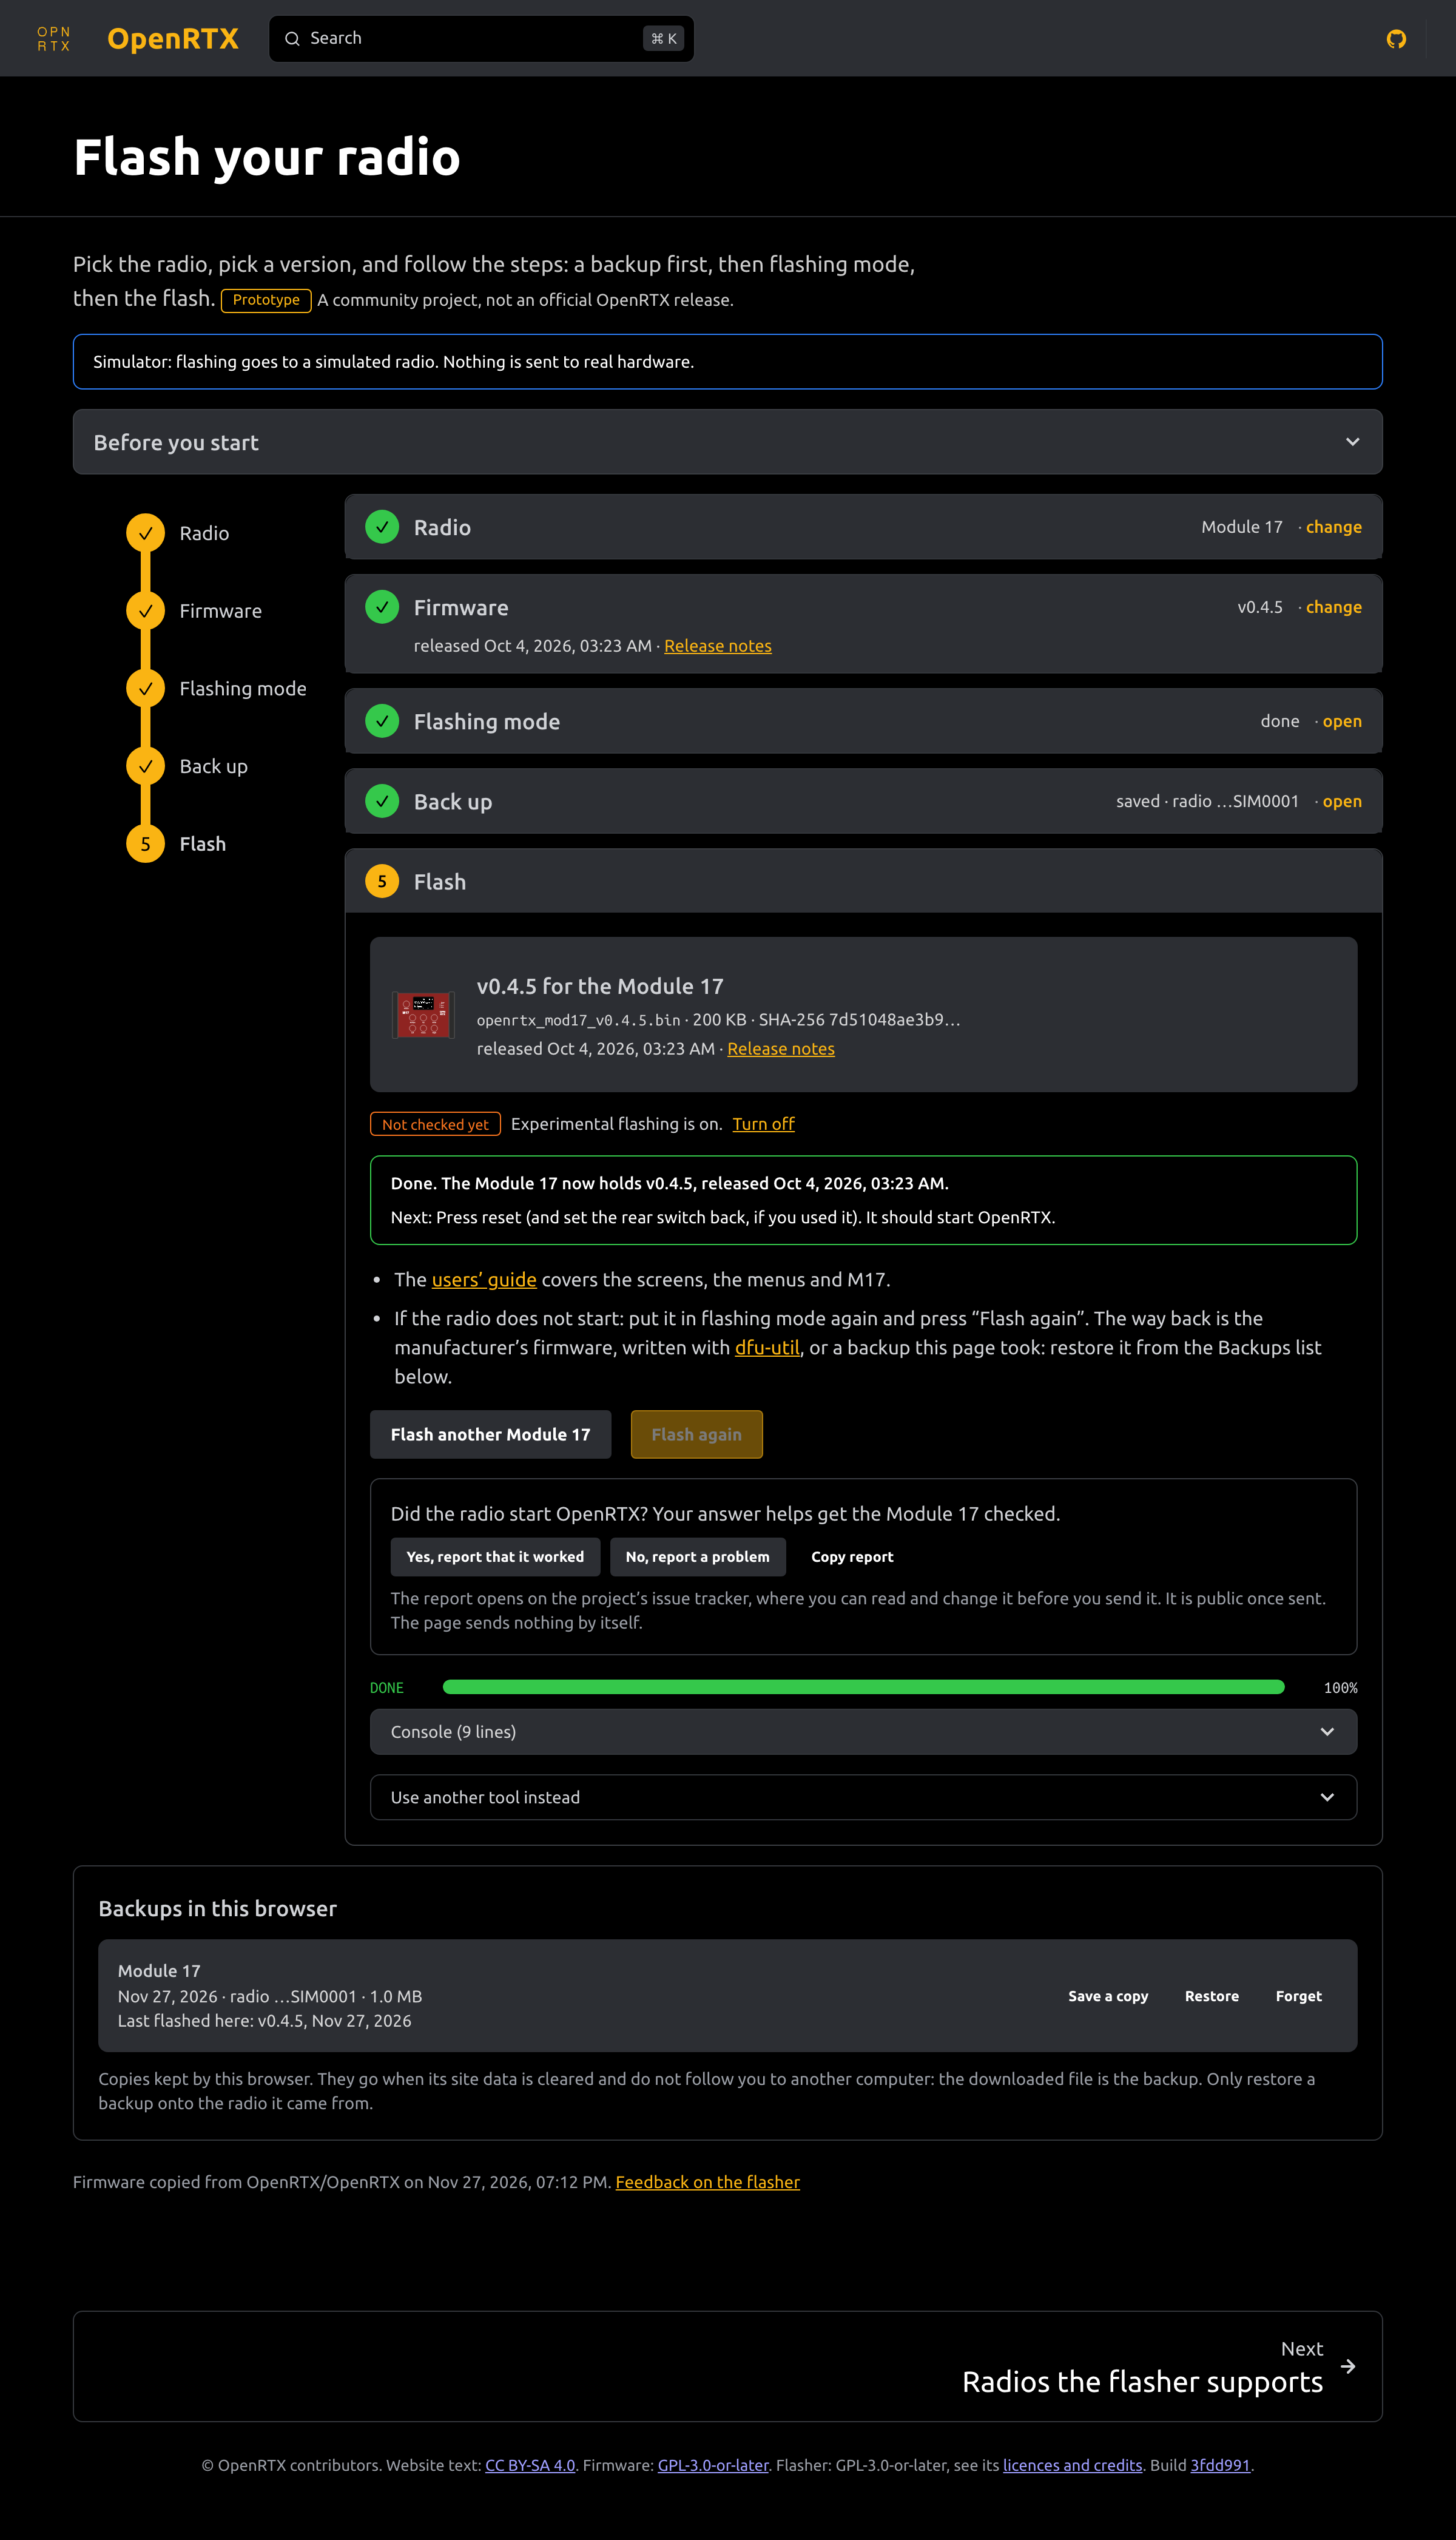 OPN
RTX
OpenRTX
Search
⌘ K
Flash your radio
Pick the radio, pick a version, and follow the steps: a backup first, then flashing mode,
then the flash. Prototype A community project, not an official OpenRTX release.
Simulator: flashing goes to a simulated radio. Nothing is sent to real hardware.
Before you start
Radio
Firmware
Flashing mode
Back up
5 Flash
Radio
Module 17 · change
Firmware
v0.4.5 · change
released Oct 4, 2026, 03:23 AM · Release notes
Flashing mode
done · open
Back up
saved · radio …SIM0001 · open
5 Flash
v0.4.5 for the Module 17
openrtx_mod17_v0.4.5.bin · 200 KB · SHA-256 7d51048ae3b9…
released Oct 4, 2026, 03:23 AM · Release notes
Not checked yet Experimental flashing is on. Turn off
Done. The Module 17 now holds v0.4.5, released Oct 4, 2026, 03:23 AM.
Next: Press reset (and set the rear switch back, if you used it). It should start OpenRTX.
• The users’ guide covers the screens, the menus and M17.
• If the radio does not start: put it in flashing mode again and press “Flash again”. The way back is the
manufacturer’s firmware, written with dfu-util, or a backup this page took: restore it from the Backups list
below.
Flash another Module 17
Flash again
Did the radio start OpenRTX? Your answer helps get the Module 17 checked.
Yes, report that it worked
No, report a problem
Copy report
The report opens on the project’s issue tracker, where you can read and change it before you send it. It is public once sent.
The page sends nothing by itself.
DONE
100%
Console (9 lines)
Use another tool instead
Backups in this browser
Module 17
Nov 27, 2026 · radio …SIM0001 · 1.0 MB
Last flashed here: v0.4.5, Nov 27, 2026
Save a copy
Restore
Forget
Copies kept by this browser. They go when its site data is cleared and do not follow you to another computer: the downloaded file is the backup. Only restore a
backup onto the radio it came from.
Firmware copied from OpenRTX/OpenRTX on Nov 27, 2026, 07:12 PM. Feedback on the flasher
Next
Radios the flasher supports
© OpenRTX contributors. Website text: CC BY-SA 4.0. Firmware: GPL-3.0-or-later. Flasher: GPL-3.0-or-later, see its licences and credits. Build 3fdd991.